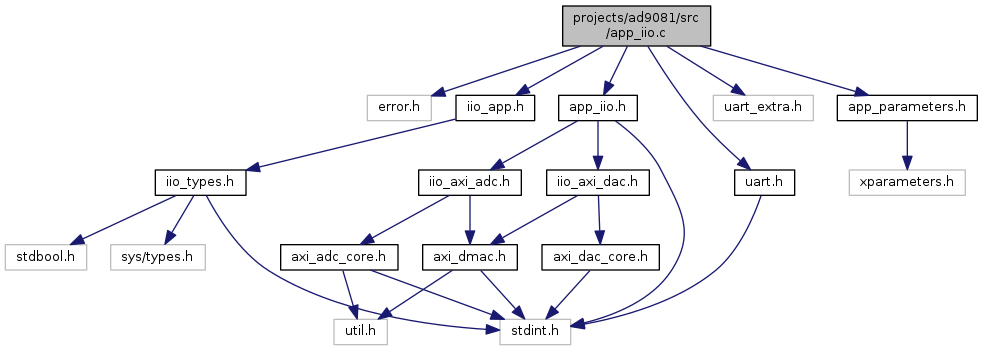 projects/ad9081/src
/app_iio.c
error.h
iio_app.h
app_iio.h
uart_extra.h
app_parameters.h
iio_types.h
iio_axi_adc.h
iio_axi_dac.h
uart.h
xparameters.h
stdbool.h
sys/types.h
axi_adc_core.h
axi_dmac.h
axi_dac_core.h
util.h
stdint.h